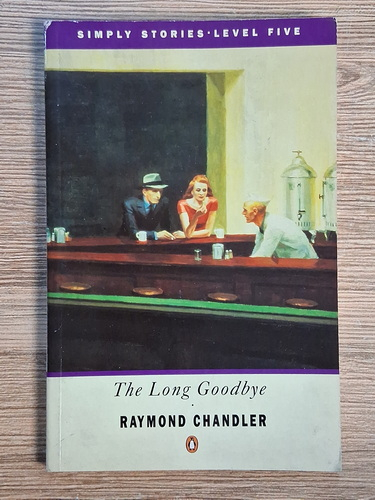 SIMPLY STORIES·LEVEL FIVE
The Long Goodbye
·
RAYMOND CHANDLER